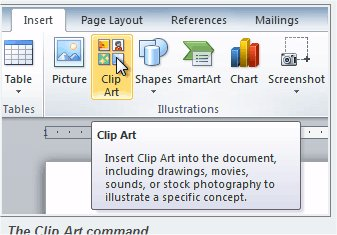 Insert Page Layout References Mailings
Table Picture Clip Art Shapes SmartArt Chart Screenshot
Tables Illustrations
1
Clip Art
Insert Clip Art into the document,
including drawings, movies,
sounds, or stock photography to
illustrate a specific concept.
The Clip Art command